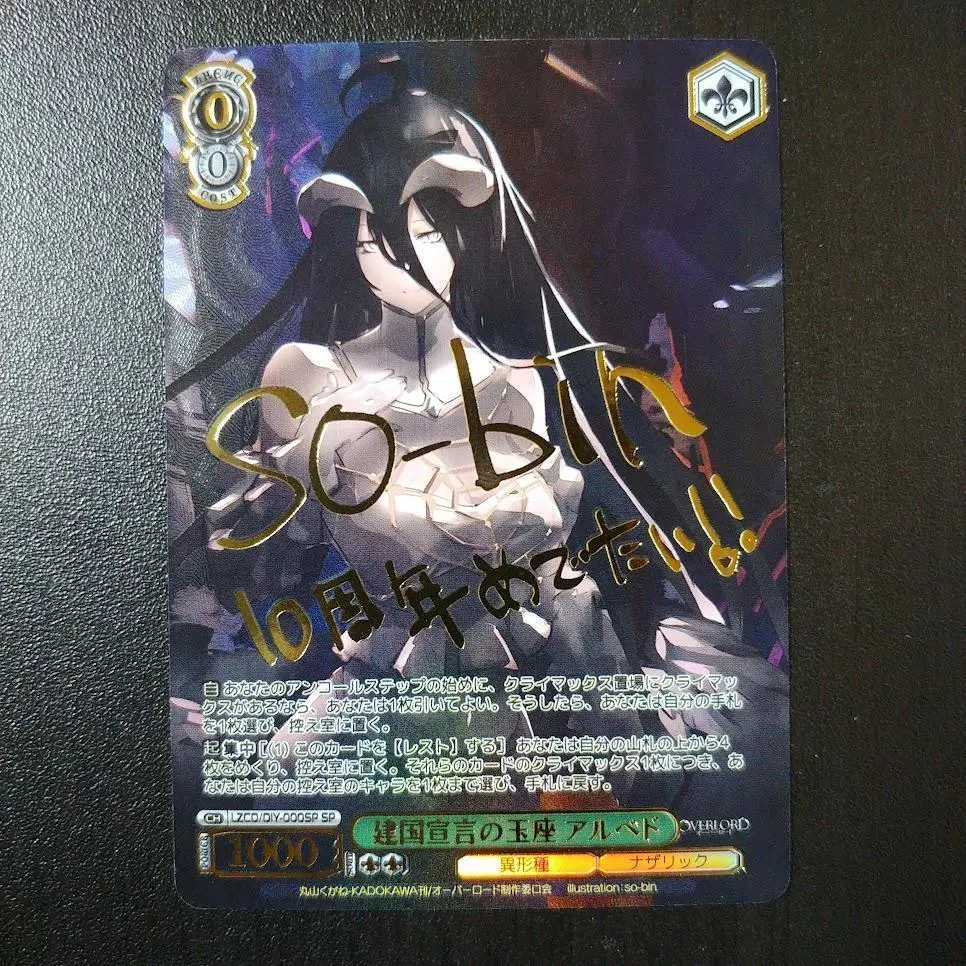 ZHENG
0
0
COST
so-bin
10周年めでたいよ!!
自 あなたのアンコールステップの始めに、クライマックス置場にクライマッ
クスがあるなら、あなたは1枚引いてよい。そうしたら、あなたは自分の手札
を1枚選び、控え室に置く。
起 集中 [(1) このカードを【レスト】する] あなたは自分の山札の上から4
枚をめくり、控え室に置く。それらのカードのクライマックス1枚につき、あ
なたは自分の控え室のキャラを1枚まで選び、手札に戻す。
CH LZCD/DIY-000SP SP
建国宣言の玉座 アルベド
OVERLORD
POWER 1000
異形種 ナザリック
丸山くがね・KADOKAWA刊/オーバーロード制作委口会 illustration:so-bin